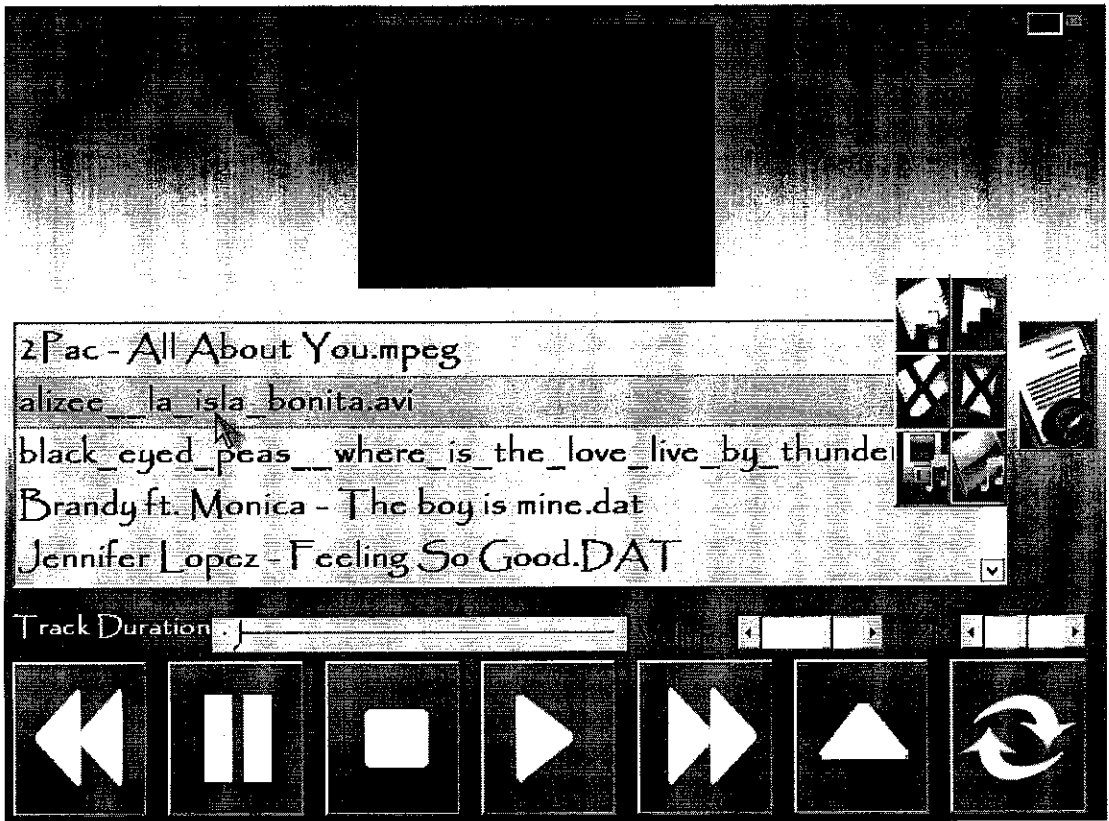 2Pac - All About You.mpeg
alizee__la_isla_bonita.avi
black_eyed_peas__where_is_the_love_live_by_thunder
Brandy ft. Monica - The boy is mine.dat
Jennifer Lopez - Feeling So Good.DAT
Track Duration